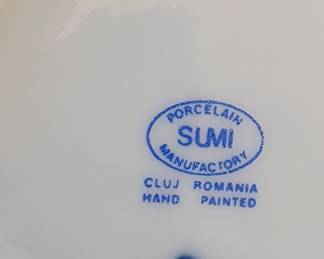 PORCELAIN
SUMI
MANUFACTORY
CLUJ ROMANIA
HAND PAINTED